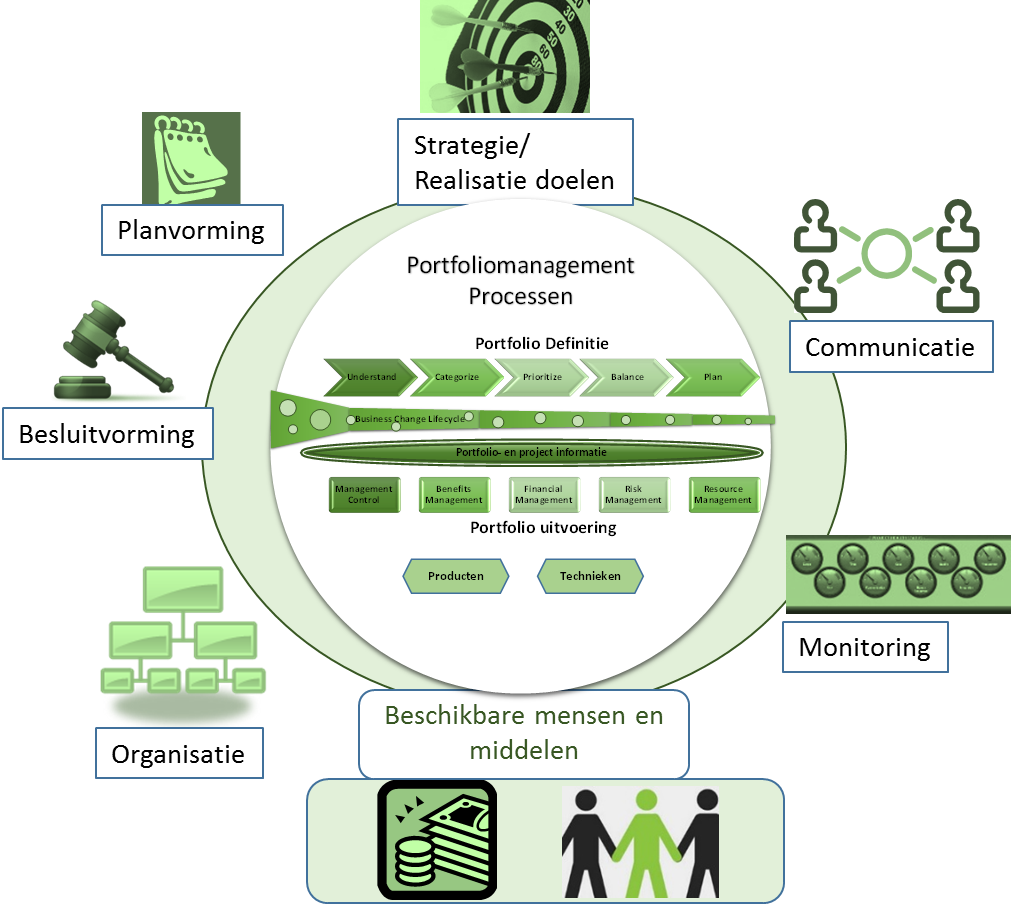 20
30
40
50
60
80
Strategie/
Realisatie doelen
Planvorming
Communicatie
Besluitvorming
Monitoring
Organisatie
Portfoliomanagement
Processen
Portfolio Definitie
Understand
Categorize
Prioritize
Balance
Plan
Business Change Lifecycle
Portfolio- en project informatie
Management
Control
Benefits
Management
Financial
Management
Risk
Management
Resource
Management
Portfolio uitvoering
Producten
Technieken
Beschikbare mensen en
middelen